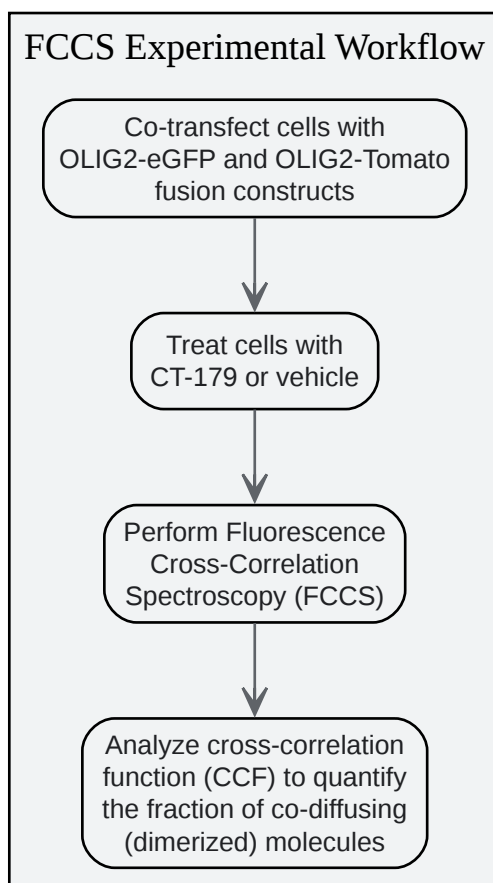 FCCS Experimental Workflow
Co-transfect cells with
OLIG2-eGFP and OLIG2-Tomato
fusion constructs
Treat cells with
CT-179 or vehicle
Perform Fluorescence
Cross-Correlation
Spectroscopy (FCCS)
Analyze cross-correlation
function (CCF) to quantify
the fraction of co-diffusing
(dimerized) molecules